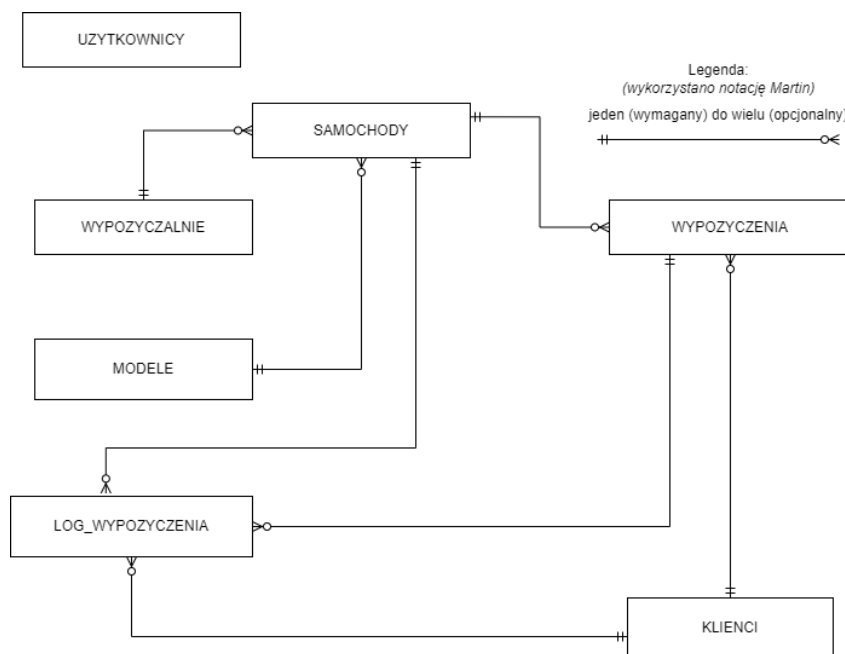 UZYTKOWNICY
Legenda:
(wykorzystano notację Martin)
jeden (wymagany) do wielu (opcjonalny)
SAMOCHODY
WYPOZYCZALNIE
WYPOZYCZENIA
MODELE
LOG_WYPOZYCZENIA
KLIENCI